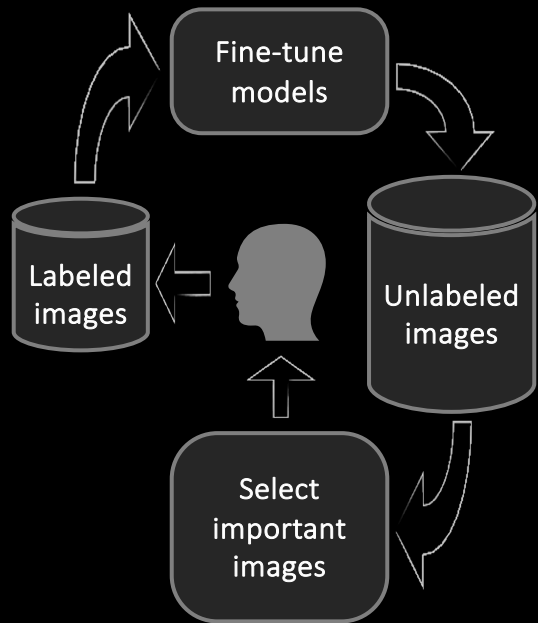 Fine-tune
models
Labeled
images
Unlabeled
images
Select
important
images